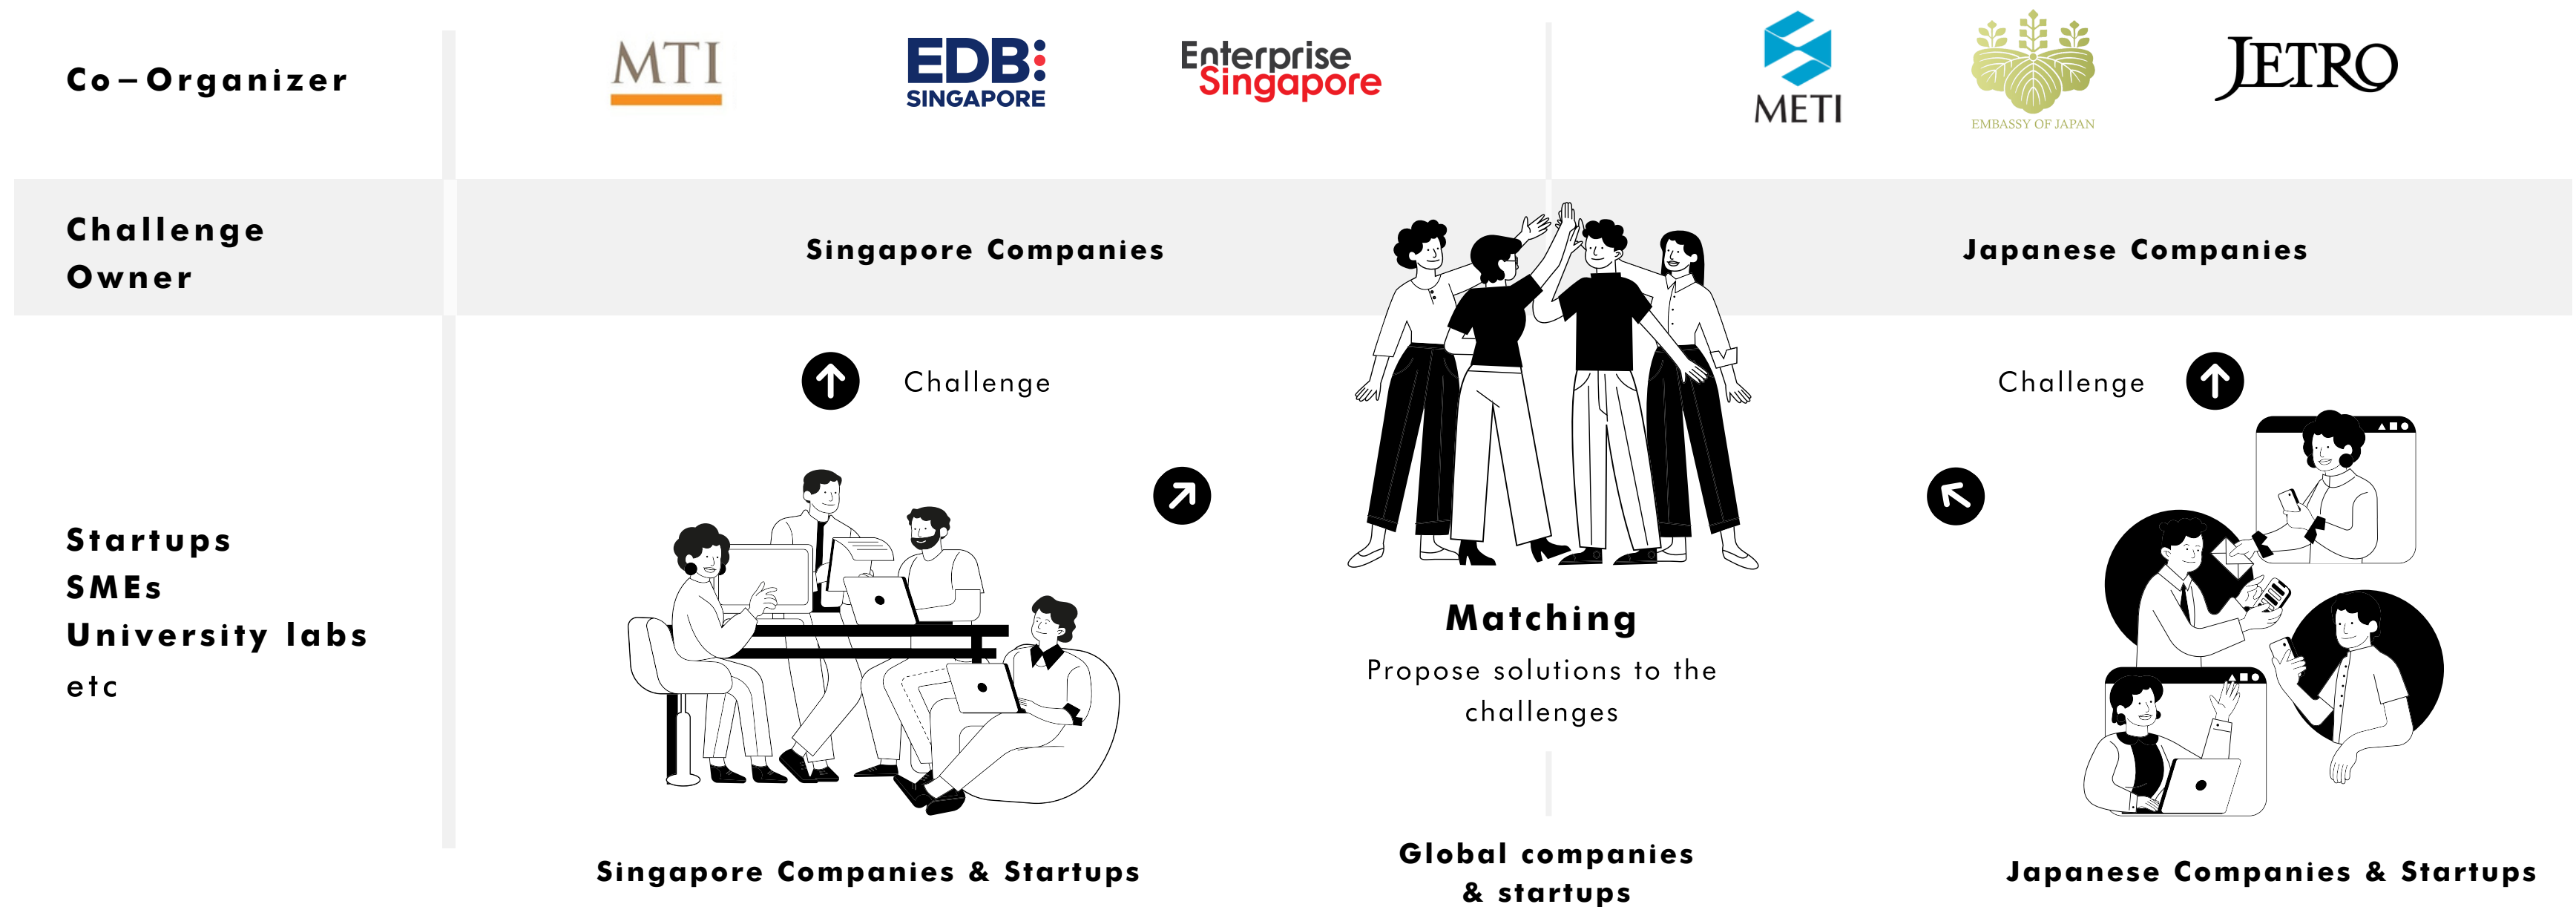 Co–Organizer
MTI
EDB:
SINGAPORE
Enterprise
Singapore
METI
EMBASSY OF JAPAN
JETRO
Challenge
Owner
Singapore Companies
Japanese Companies
Challenge
Challenge
Startups
SMEs
University labs
etc
Matching
Propose solutions to the
challenges
Singapore Companies & Startups
Global companies
& startups
Japanese Companies & Startups